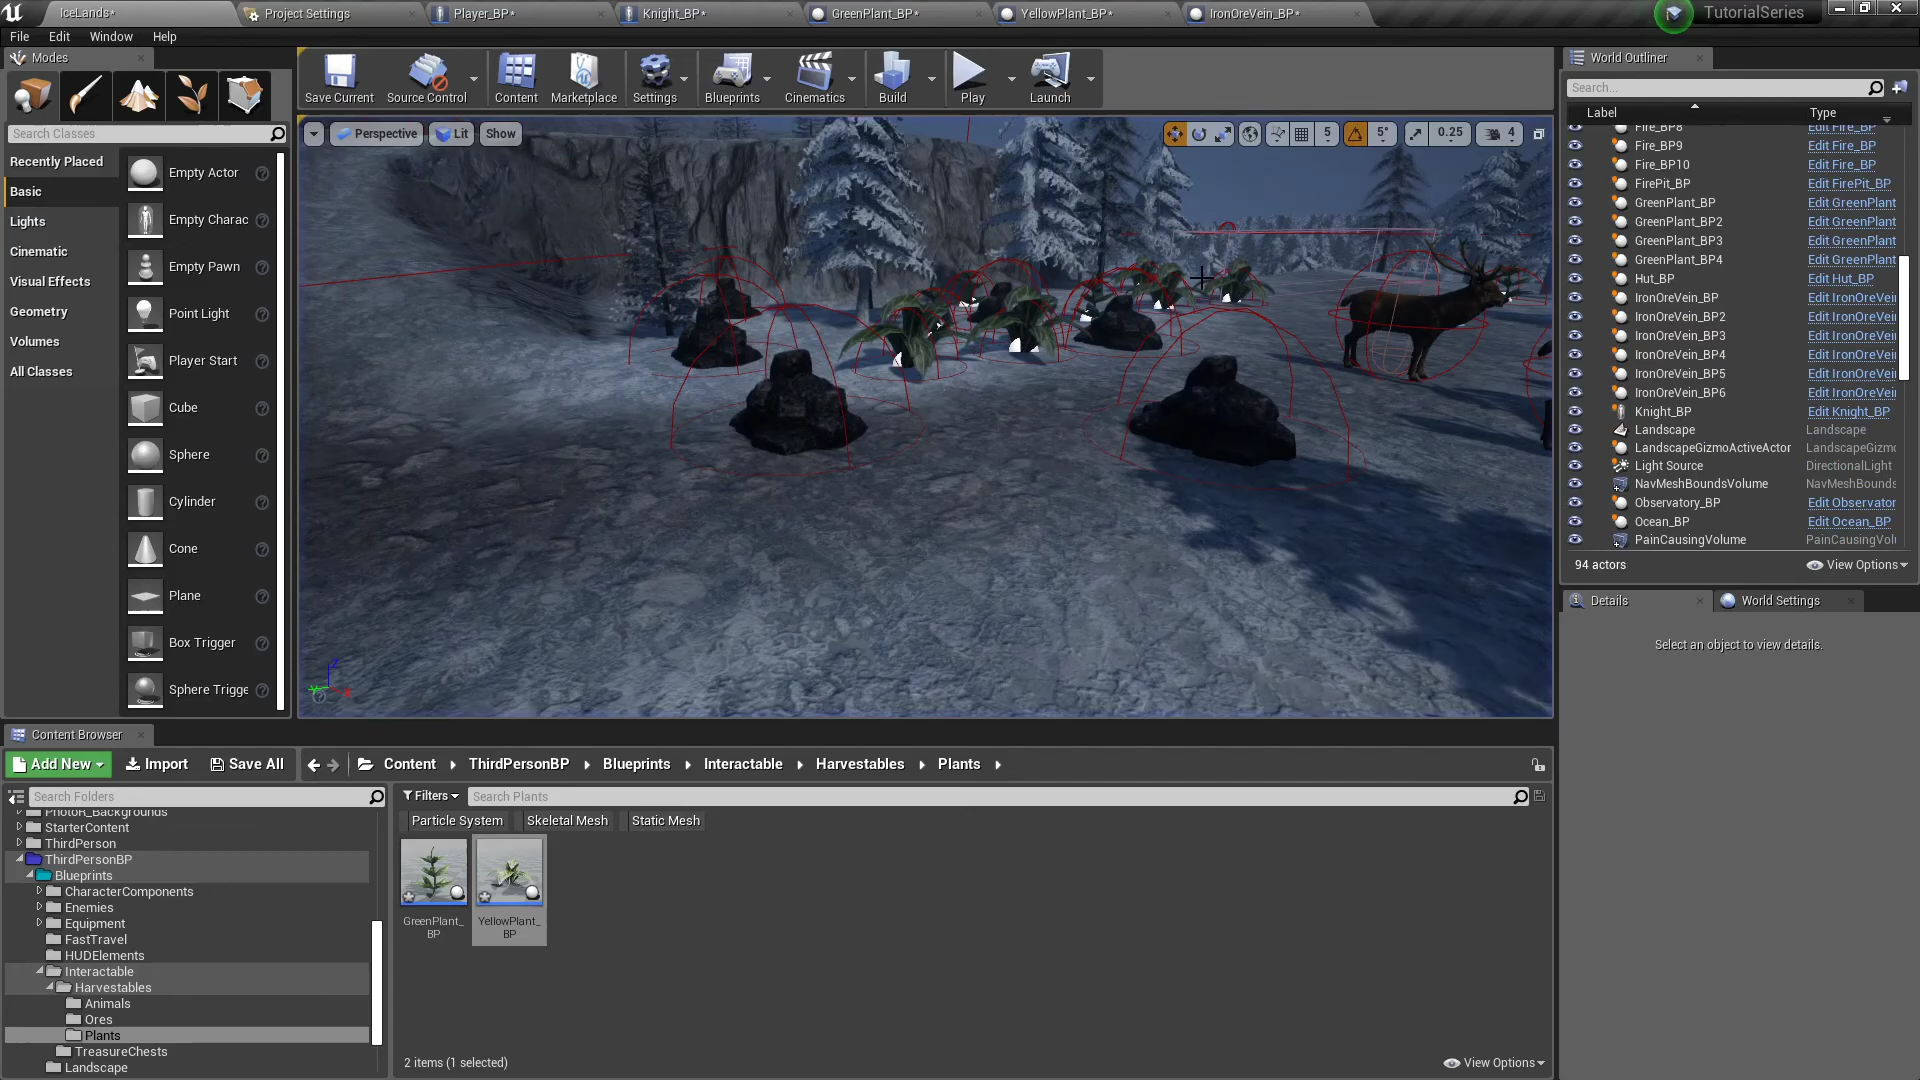 IceLands*
Project Settings
Player_BP*
Knight_BP*
GreenPlant_BP*
YellowPlant_BP*
IronOreVein_BP*
TutorialSeries
File Edit Window Help
Modes
Save Current
Source Control
Content
Marketplace
Settings
Blueprints
Cinematics
Build
Play
Launch
Search Classes
Recently Placed
Basic
Lights
Cinematic
Visual Effects
Geometry
Volumes
All Classes
Empty Actor
Empty Charac
Empty Pawn
Point Light
Player Start
Cube
Sphere
Cylinder
Cone
Plane
Box Trigger
Sphere Trigge
Perspective Lit Show
5 5° 0.25 4
World Outliner
Search...
Label Type
Fire_BP8 Edit Fire_BP
Fire_BP9 Edit Fire_BP
Fire_BP10 Edit Fire_BP
FirePit_BP Edit FirePit_BP
GreenPlant_BP Edit GreenPlant
GreenPlant_BP2 Edit GreenPlant
GreenPlant_BP3 Edit GreenPlant
GreenPlant_BP4 Edit GreenPlant
Hut_BP Edit Hut_BP
IronOreVein_BP Edit IronOreVei
IronOreVein_BP2 Edit IronOreVei
IronOreVein_BP3 Edit IronOreVei
IronOreVein_BP4 Edit IronOreVei
IronOreVein_BP5 Edit IronOreVei
IronOreVein_BP6 Edit IronOreVei
Knight_BP Edit Knight_BP
Landscape Landscape
LandscapeGizmoActiveActor LandscapeGizmo
Light Source DirectionalLight
NavMeshBoundsVolume NavMeshBounds
Observatory_BP Edit Observator
Ocean_BP Edit Ocean_BP
PainCausingVolume PainCausingVolu
94 actors View Options
Details World Settings
Select an object to view details.
Content Browser
Add New Import Save All
Content ThirdPersonBP Blueprints Interactable Harvestables Plants
Search Folders
PhotoR_Backgrounds
StarterContent
ThirdPerson
ThirdPersonBP
Blueprints
CharacterComponents
Enemies
Equipment
FastTravel
HUDElements
Interactable
Harvestables
Animals
Ores
Plants
TreasureChests
Landscape
Filters Search Plants
Particle System Skeletal Mesh Static Mesh
GreenPlant_
BP
YellowPlant_
BP
2 items (1 selected) View Options